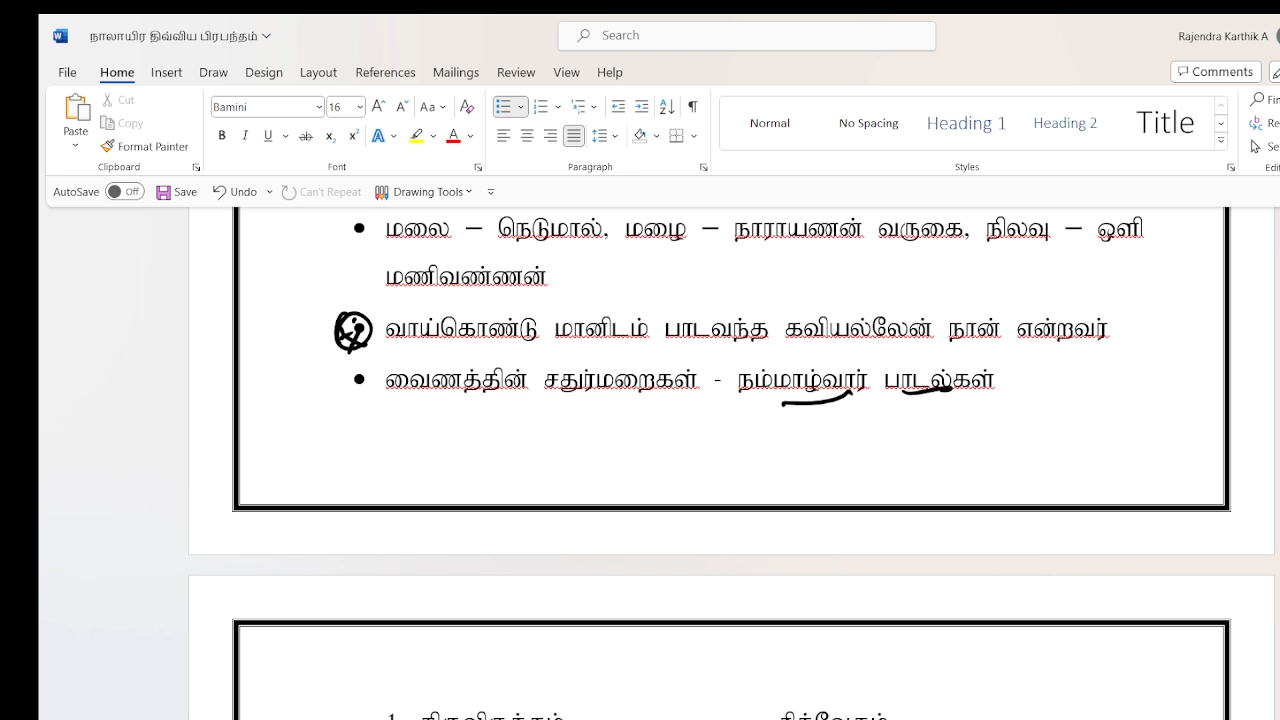 நாலாயிர திவ்விய பிரபந்தம்
Search
Rajendra Karthik A
File Home Insert Draw Design Layout References Mailings Review View Help
Comments
Paste Cut Copy Format Painter
Bamini 16 Aa
Normal No Spacing Heading 1 Heading 2 Title
Clipboard Font Paragraph Styles
AutoSave Off Save Undo Can't Repeat Drawing Tools
மலை – நெடுமால், மழை – நாராயணன் வருகை, நிலவு – ஒளி
மணிவண்ணன்
வாய்கொண்டு மானிடம் பாடவந்த கவியல்லேன் நான் என்றவர்
வைணத்தின் சதுர்மறைகள் - நம்மாழ்வார் பாடல்கள்